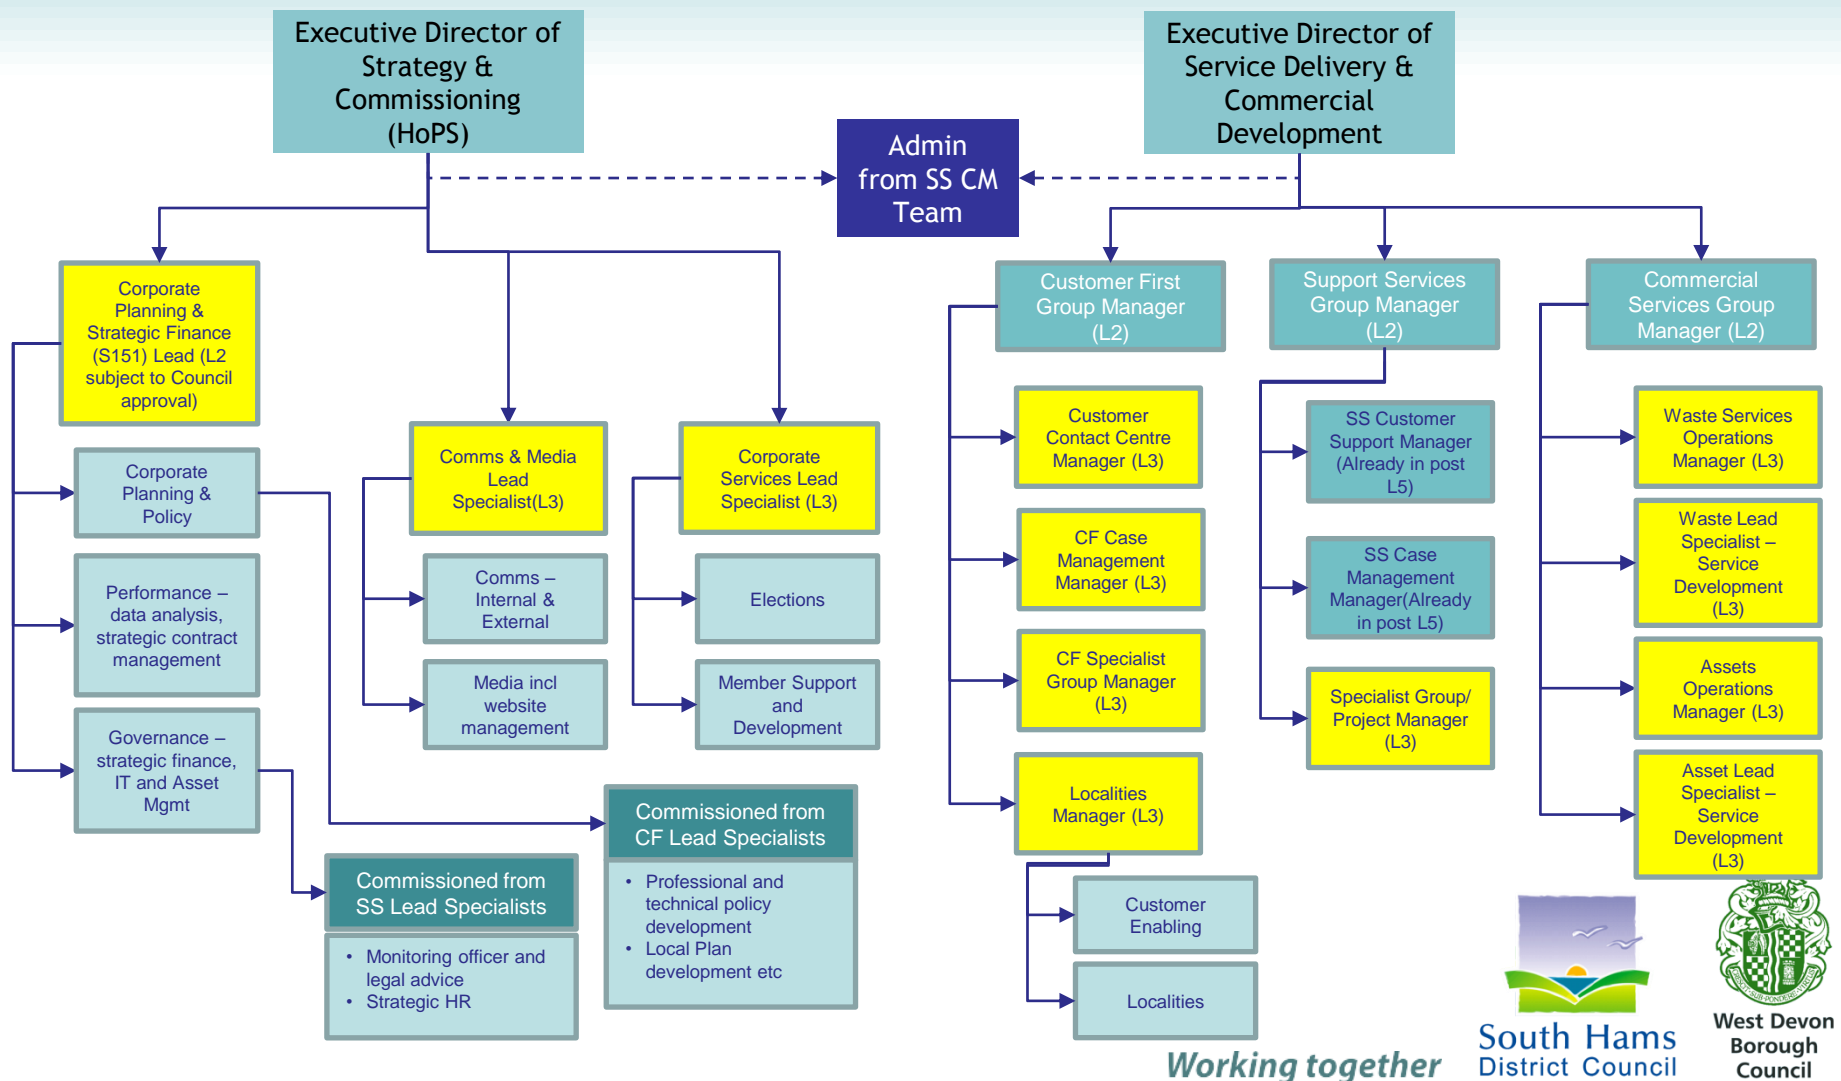 Executive Director of
Strategy &
Commissioning
(HoPS)
Executive Director of
Service Delivery &
Commercial
Development
Admin
from SS CM
Team
Corporate
Planning &
Strategic Finance
(S151) Lead (L2
subject to Council
approval)
Corporate
Planning &
Policy
Performance –
data analysis,
strategic contract
management
Governance –
strategic finance,
IT and Asset
Mgmt
Comms & Media
Lead
Specialist(L3)
Comms –
Internal &
External
Media incl
website
management
Corporate
Services Lead
Specialist (L3)
Elections
Member Support
and
Development
Commissioned from
SS Lead Specialists
• Monitoring officer and
legal advice
• Strategic HR
Commissioned from
CF Lead Specialists
• Professional and
technical policy
development
• Local Plan
development etc
Customer First
Group Manager
(L2)
Customer
Contact Centre
Manager (L3)
CF Case
Management
Manager (L3)
CF Specialist
Group Manager
(L3)
Localities
Manager (L3)
Customer
Enabling
Localities
Support Services
Group Manager
(L2)
SS Customer
Support Manager
(Already in post
L5)
SS Case
Management
Manager(Already
in post L5)
Specialist Group/
Project Manager
(L3)
Commercial
Services Group
Manager (L2)
Waste Services
Operations
Manager (L3)
Waste Lead
Specialist –
Service
Development
(L3)
Assets
Operations
Manager (L3)
Asset Lead
Specialist –
Service
Development
(L3)
Working together
South Hams
District Council
West Devon
Borough
Council